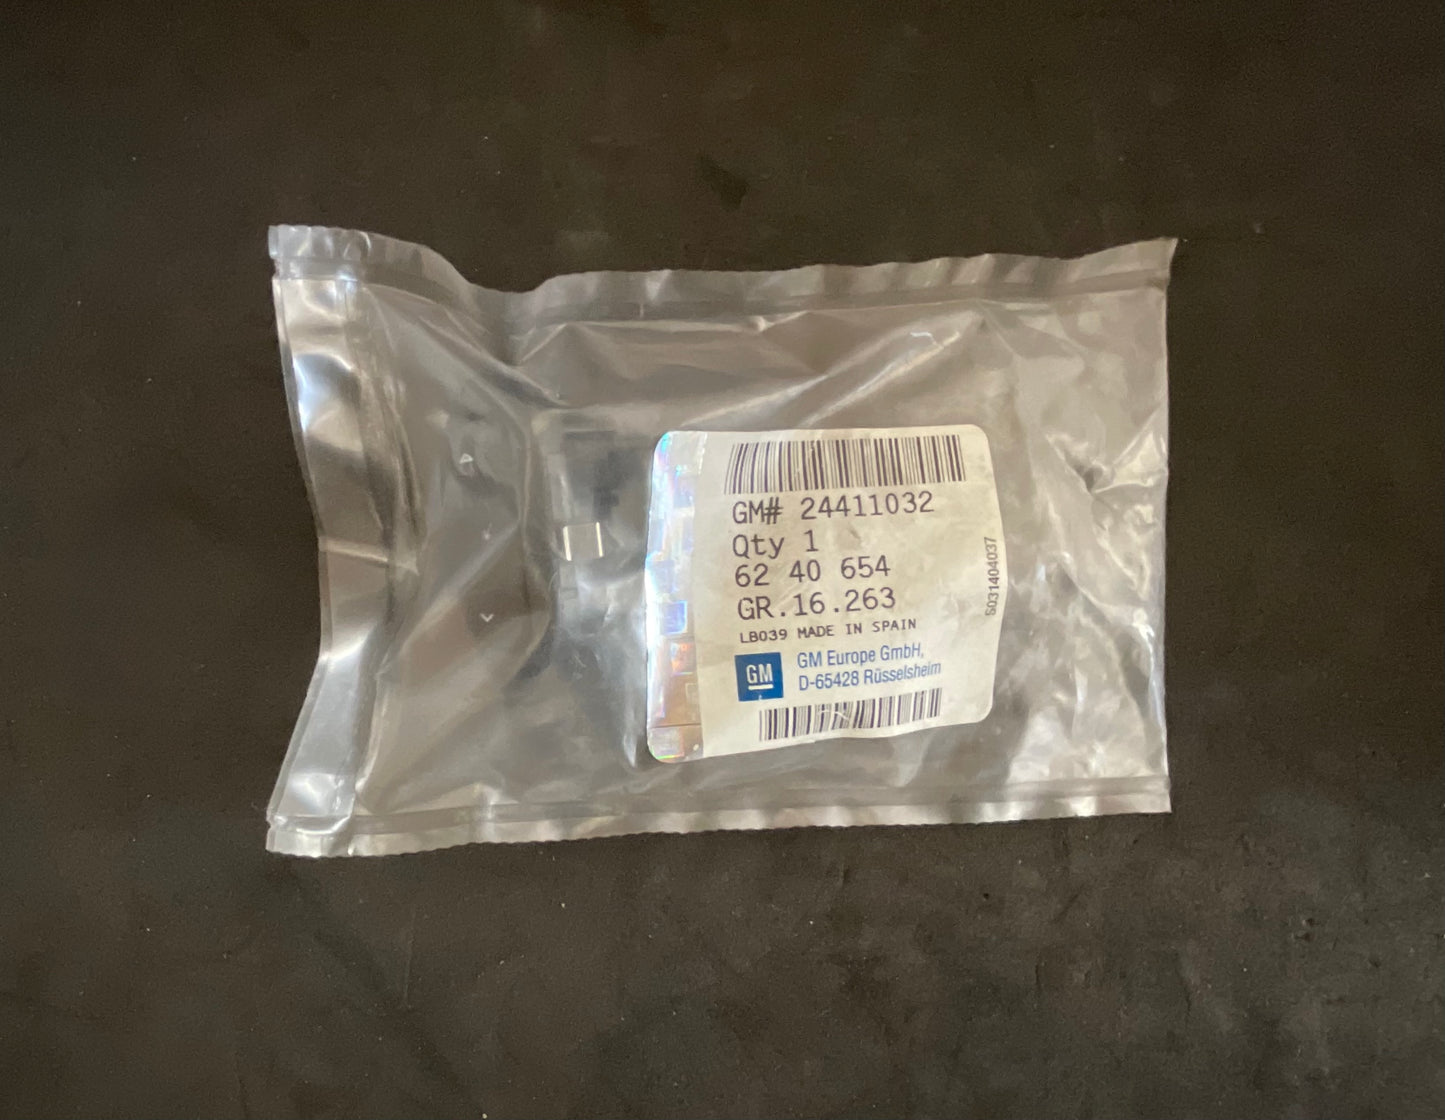 GM# 24411032
Qty 1
62 40 654
GR.16.263
LB039 MADE IN SPAIN
GM
GM Europe GmbH,
D-65428 Rüsselsheim
S031404037